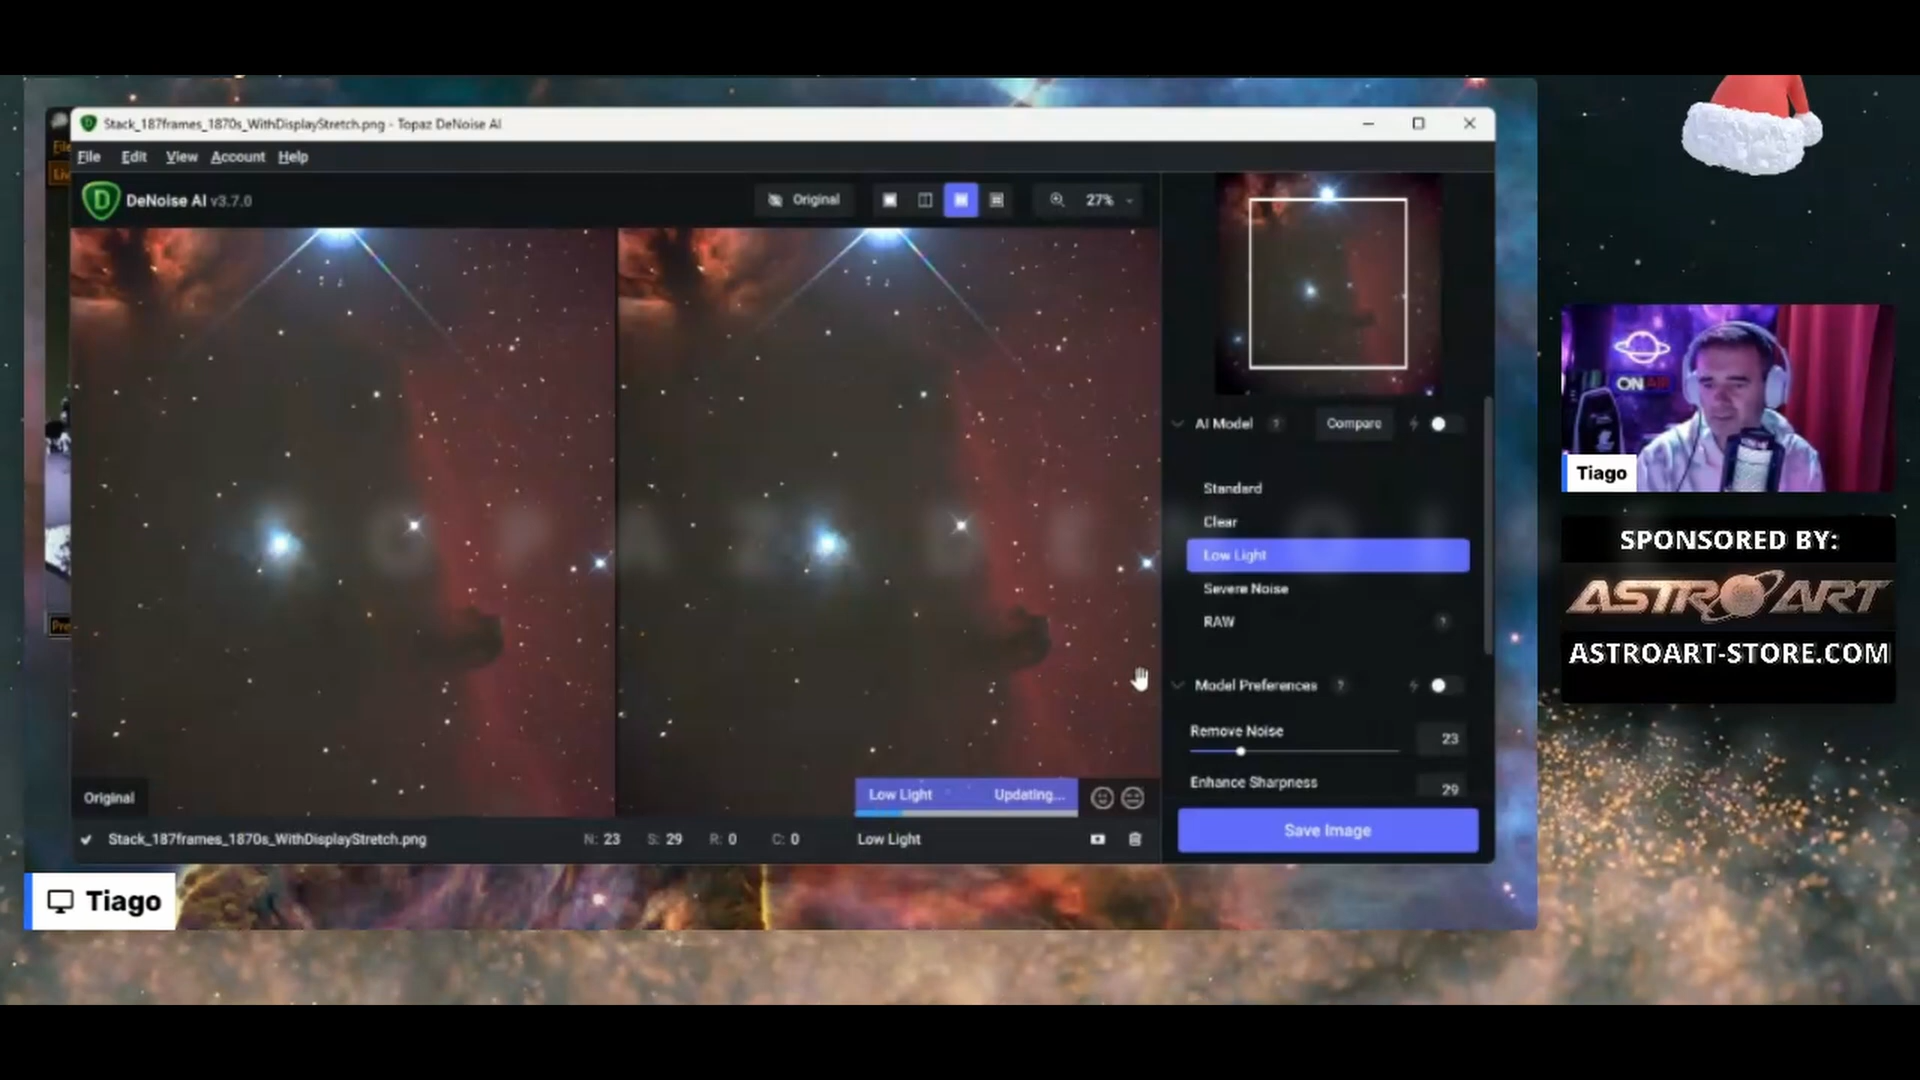 Stack_187frames_1870s_WithDisplayStretch.png - Topaz DeNoise AI
File Edit View Account Help
DeNoise AI v3.7.0
Original
27%
AI Model ? Compare
Standard
Clear
Low Light
Severe Noise
RAW ?
Model Preferences ?
Remove Noise 23
Enhance Sharpness 29
Save Image
Original
Low Light Updating...
Stack_187frames_1870s_WithDisplayStretch.png N: 23 S: 29 R: 0 C: 0 Low Light
Tiago
ON AIR
Tiago
SPONSORED BY:
ASTROART
ASTROART-STORE.COM